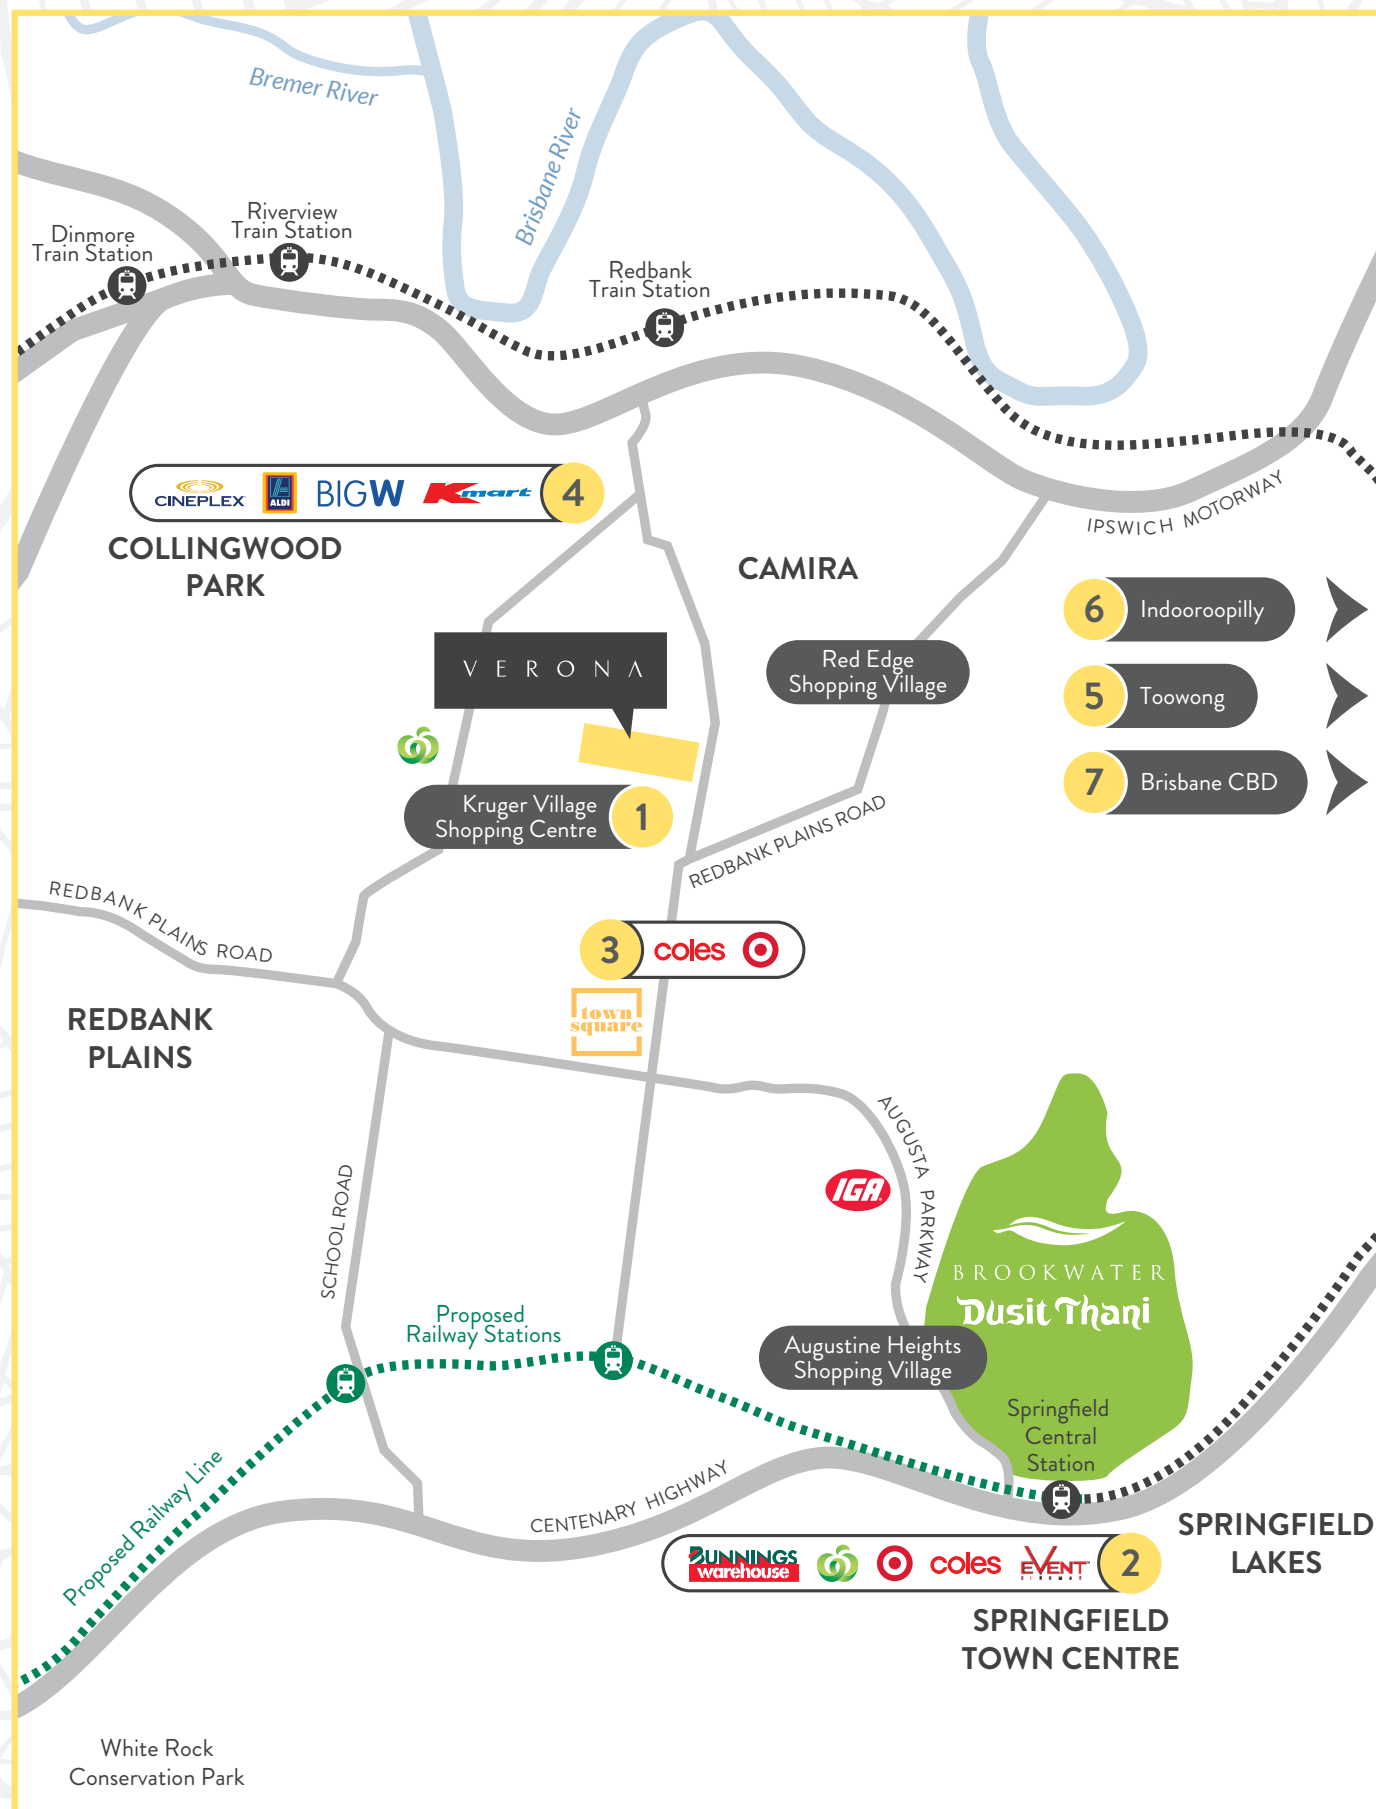 Bremer River
Brisbane River
Riverview
Train Station
Dinmore
Train Station
Redbank
Train Station
CINEPLEX
ALDI
BIGW
Kmart
4
COLLINGWOOD
PARK
CAMIRA
IPSWICH MOTORWAY
6
Indooroopilly
5
Toowong
7
Brisbane CBD
VERONA
Red Edge
Shopping Village
Kruger Village
Shopping Centre
1
REDBANK PLAINS ROAD
REDBANK PLAINS ROAD
3
coles
town
square
REDBANK
PLAINS
AUGUSTA PARKWAY
IGA
SCHOOL ROAD
BROOKWATER
Dusit Thani
Proposed
Railway Stations
Augustine Heights
Shopping Village
Springfield
Central
Station
Proposed Railway Line
CENTENARY HIGHWAY
BUNNINGS
warehouse
coles
EVENT
CINEMAS
2
SPRINGFIELD
LAKES
SPRINGFIELD
TOWN CENTRE
White Rock
Conservation Park